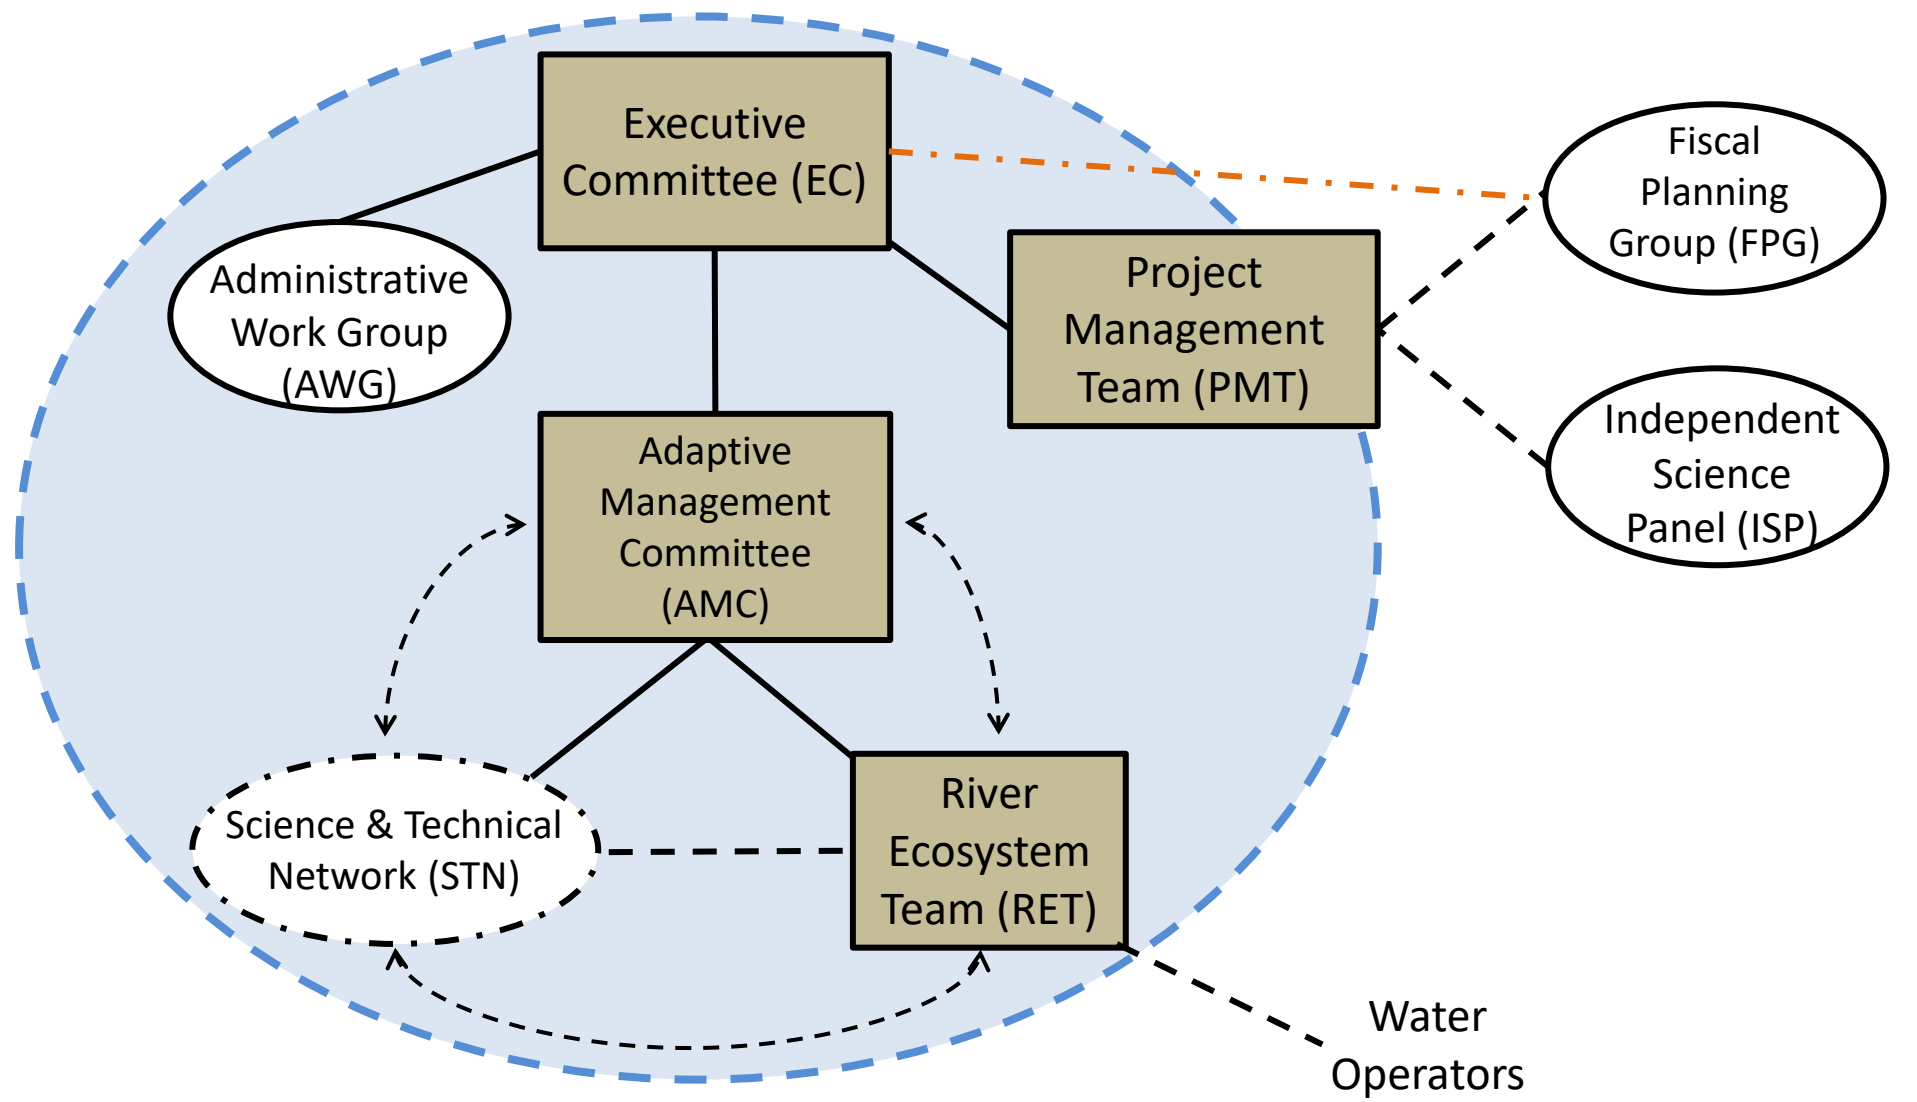 Executive
Committee (EC)
Fiscal
Planning
Group (FPG)
Administrative
Work Group
(AWG)
Project
Management
Team (PMT)
Independent
Science
Panel (ISP)
Adaptive
Management
Committee
(AMC)
Science & Technical
Network (STN)
River
Ecosystem
Team (RET)
Water
Operators